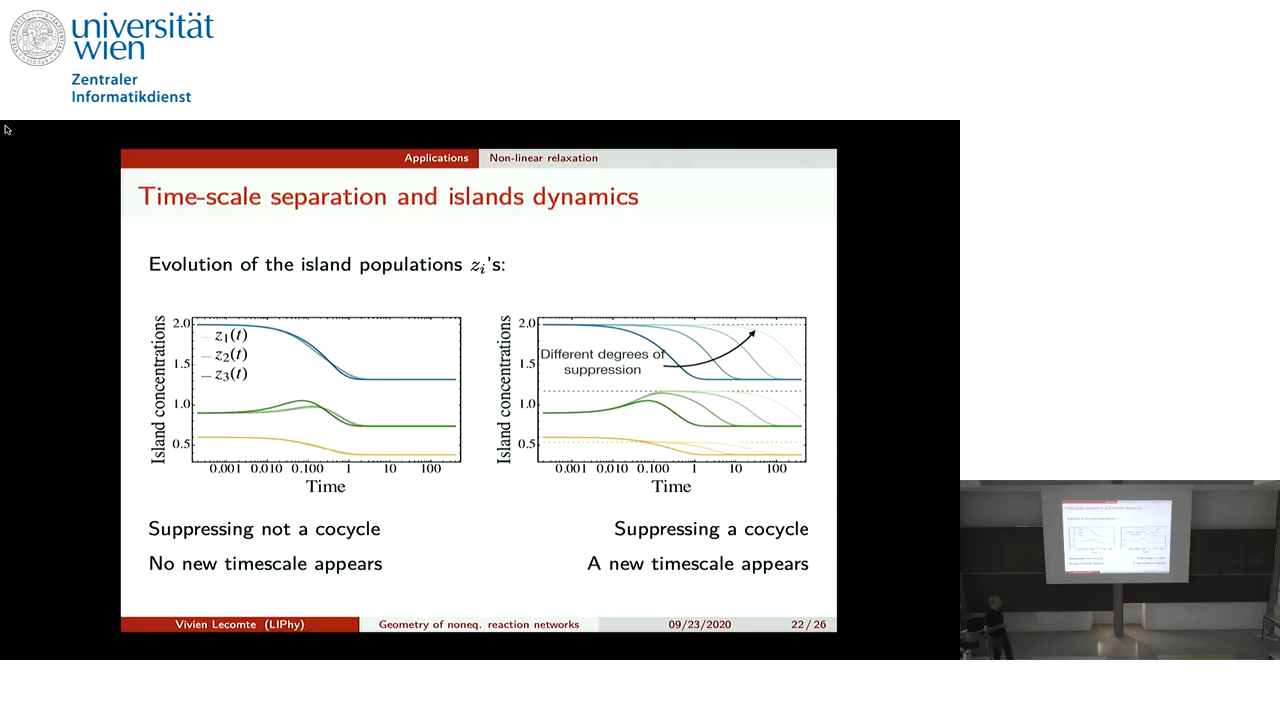 universität
wien
Zentraler
Informatikdienst
Applications Non-linear relaxation
Time-scale separation and islands dynamics
Evolution of the island populations zᵢ's:
Island concentrations
2.0
1.5
1.0
0.5
z₁(t)
z₂(t)
z₃(t)
0.001 0.010 0.100 1 10 100
Time
Island concentrations
2.0
1.5
1.0
0.5
Different degrees of
suppression
0.001 0.010 0.100 1 10 100
Time
Suppressing not a cocycle
No new timescale appears
Suppressing a cocycle
A new timescale appears
Vivien Lecomte (LIPhy) Geometry of noneq. reaction networks 09/23/2020 22 / 26